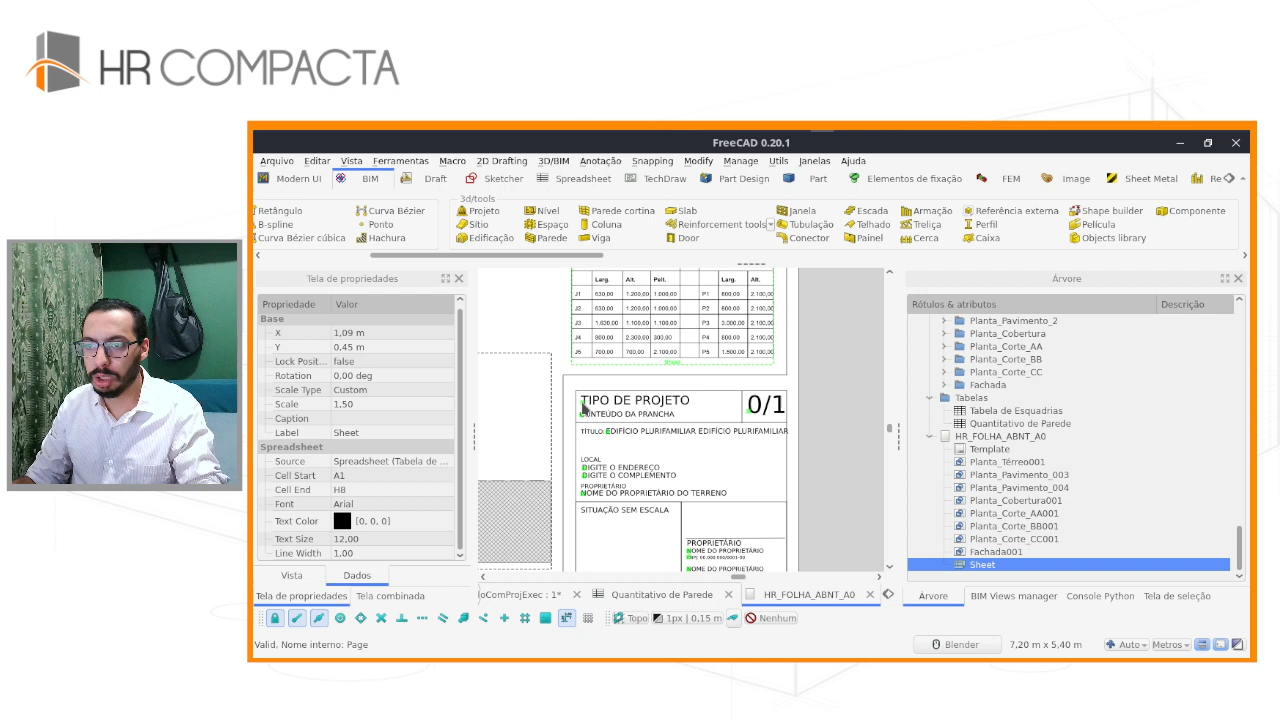 HR COMPACTA
FreeCAD 0.20.1
Arquivo Editar Vista Ferramentas Macro 2D Drafting 3D/BIM Anotação Snapping Modify Manage Utils Janelas Ajuda
Modern UI BIM Draft Sketcher Spreadsheet TechDraw Part Design Part Elementos de fixação FEM Image Sheet Metal Re
3d/tools
Retângulo Curva Bézier Projeto Nível Parede cortina Slab Janela Escada Armação Referência externa Shape builder Componente
B-spline Ponto Sítio Espaço Coluna Reinforcement tools Tubulação Telhado Treliça Perfil Película
Curva Bézier cúbica Hachura Edificação Parede Viga Door Conector Painel Cerca Caixa Objects library
Tela de propriedades
Propriedade Valor
Base
X 1,09 m
Y 0,45 m
Lock Posit... false
Rotation 0,00 deg
Scale Type Custom
Scale 1,50
Caption
Label Sheet
Spreadsheet
Source Spreadsheet (Tabela de ...
Cell Start A1
Cell End H8
Font Arial
Text Color [0, 0, 0]
Text Size 12,00
Line Width 1,00
Vista Dados
Tela de propriedades Tela combinada
Larg. Alt. Peit. Larg. Alt.
J1 630,00 1.200,00 1.000,00 P1 600,00 2.100,00
J2 630,00 1.000,00 P2 800,00 2.100,00
J3 1.630,00 1.100,00 1.100,00 P3 3.000,00 2.100,00
J4 800,00 2.300,00 300,00 P4 800,00 2.100,00
J5 700,00 700,00 2.100,00 P5 1.500,00 2.100,00
Sheet
TIPO DE PROJETO 0/1
CONTEÚDO DA PRANCHA
TÍTULO: EDIFÍCIO PLURIFAMILIAR EDIFÍCIO PLURIFAMILIAR
LOCAL
DIGITE O ENDEREÇO
DIGITE O COMPLEMENTO
PROPRIETÁRIO
NOME DO PROPRIETÁRIO DO TERRENO
SITUAÇÃO SEM ESCALA
PROPRIETÁRIO
NOME DO PROPRIETÁRIO
NOME DO PROPRIETÁRIO
Árvore
Rótulos & atributos Descrição
Planta_Pavimento_2
Planta_Cobertura
Planta_Corte_AA
Planta_Corte_BB
Planta_Corte_CC
Fachada
Tabelas
Tabela de Esquadrias
Quantitativo de Parede
HR_FOLHA_ABNT_A0
Template
Planta_Térreo001
Planta_Pavimento_003
Planta_Pavimento_004
Planta_Cobertura001
Planta_Corte_AA001
Planta_Corte_BB001
Planta_Corte_CC001
Fachada001
Sheet
Árvore BIM Views manager Console Python Tela de seleção
oComProjExec : 1* Quantitativo de Parede HR_FOLHA_ABNT_A0
Topo 1px | 0.15 m Nenhum
Valid, Nome interno: Page Blender 7,20 m x 5,40 m Auto Metros